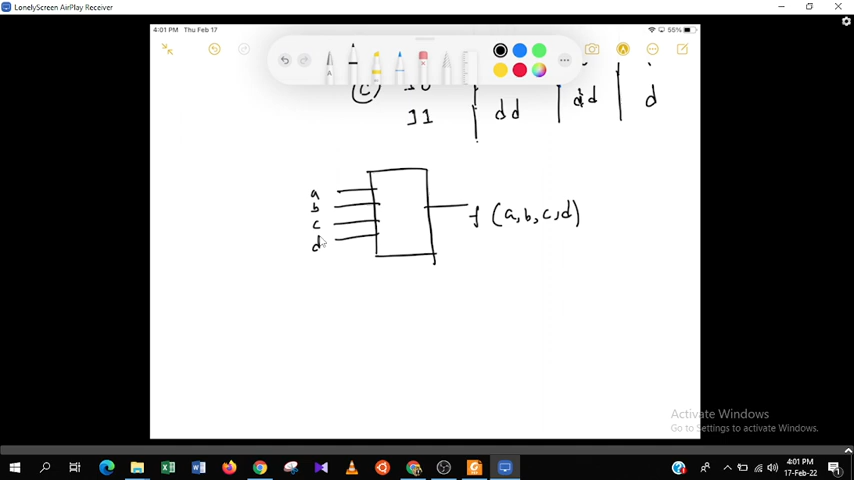 LonelyScreen AirPlay Receiver
4:01 PM Thu Feb 17
55%
A
(C)
11 | dd | dd | d
a
b
c
d
f (a,b,c,d)
Activate Windows
Go to Settings to activate Windows.
4:01 PM
17-Feb-22